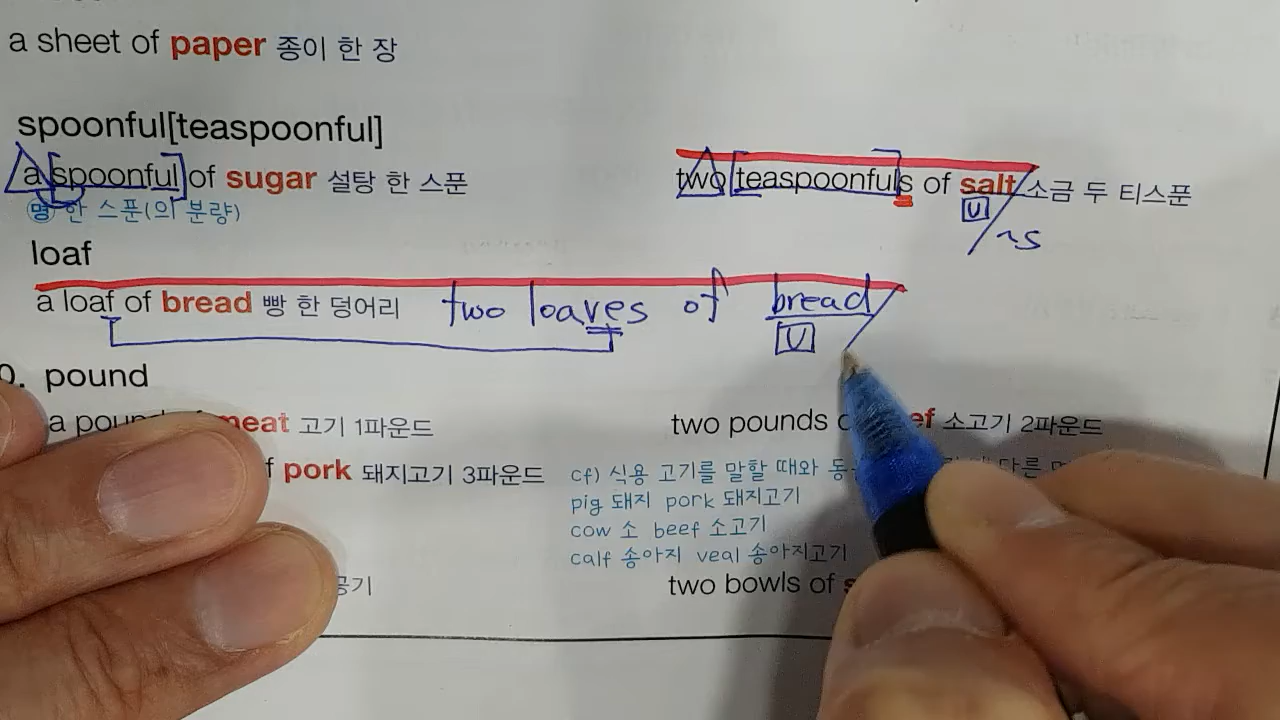 a sheet of paper 종이 한 장
spoonful[teaspoonful]
a spoonful of sugar 설탕 한 스푼
two teaspoonfuls of salt 소금 두 티스푼
명 한 스푼(의 분량)
U
~s
loaf
a loaf of bread 빵 한 덩어리 two loaves of bread
U
pound
a pound meat 고기 1파운드
two pounds 소고기 2파운드
pork 돼지고기 3파운드
cf) 식용 고기를 말할 때와
pig 돼지 pork 돼지고기
cow 소 beef 소고기
calf 송아지 veal 송아지고기
two bowls of